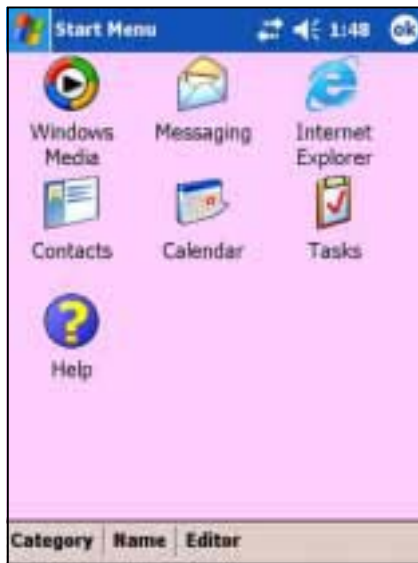 Start Menu 1:48 ok
Windows Media Messaging Internet Explorer
Contacts Calendar Tasks
Help
Category Name Editor